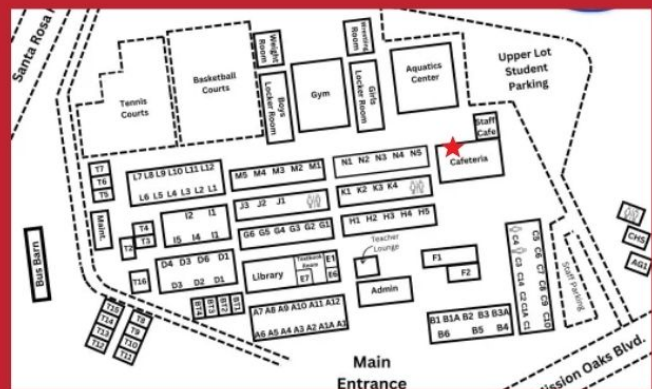 Santa Rosa
Tennis
Courts
Basketball
Courts
Weight
Room
Boys
Locker Room
Gym
Wrestling
Room
Girls
Locker Room
Aquatics
Center
Upper Lot
Student
Parking
Staff
Cafe
Cafeteria
T7
T6
T5
L7 L8 L9 L10 L11 L12
L6 L5 L4 L3 L2 L1
M5 M4 M3 M2 M1
N1 N2 N3 N4 N5
J3 J2 J1
K1 K2 K3 K4
Maint.
T4
T3
T2
I2 I1
I5 I4 I1
G6 G5 G4 G3 G2 G1
H1 H2 H3 H4 H5
Teacher
Lounge
Bus Barn
T16
D4 D3 D6 D1
D3 D2 D1
Library
Textbook
Room
E1
E7
E6
Admin
F1
F2
C4
C3
C14
C2
C1A
C1
C5
C6
C7
C8
C9
C10
Staff Parking
CH5
AG1
BT4
BT3
BT2
BT1
A7 A8 A9 A10 A11 A12
A6 A5 A4 A3 A2 A1A A1
B1 B1A B2 B3 B3A
B6 B5 B4
T15
T14
T13
T12
T8
T9
T10
T11
Main
Entrance
ission Oaks Blvd.